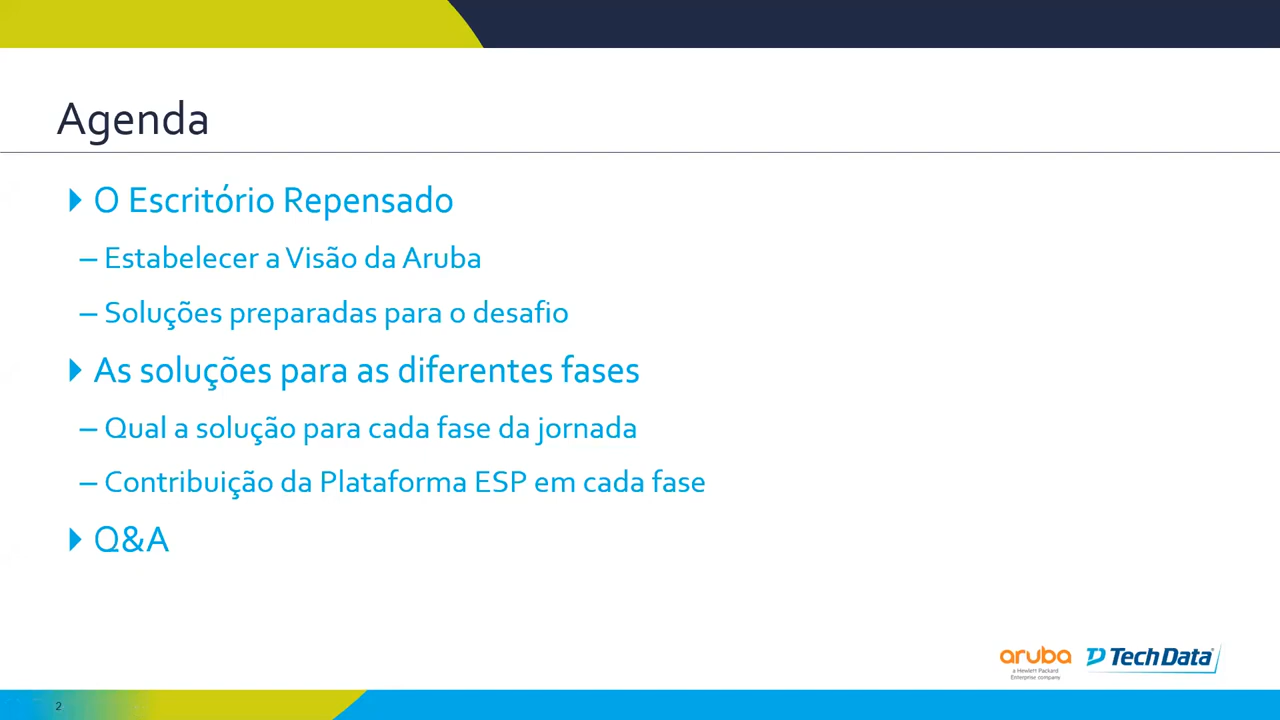 Agenda
O Escritório Repensado
– Estabelecer a Visão da Aruba
– Soluções preparadas para o desafio
As soluções para as diferentes fases
– Qual a solução para cada fase da jornada
– Contribuição da Plataforma ESP em cada fase
Q&A
aruba
a Hewlett Packard
Enterprise company
TechData
2